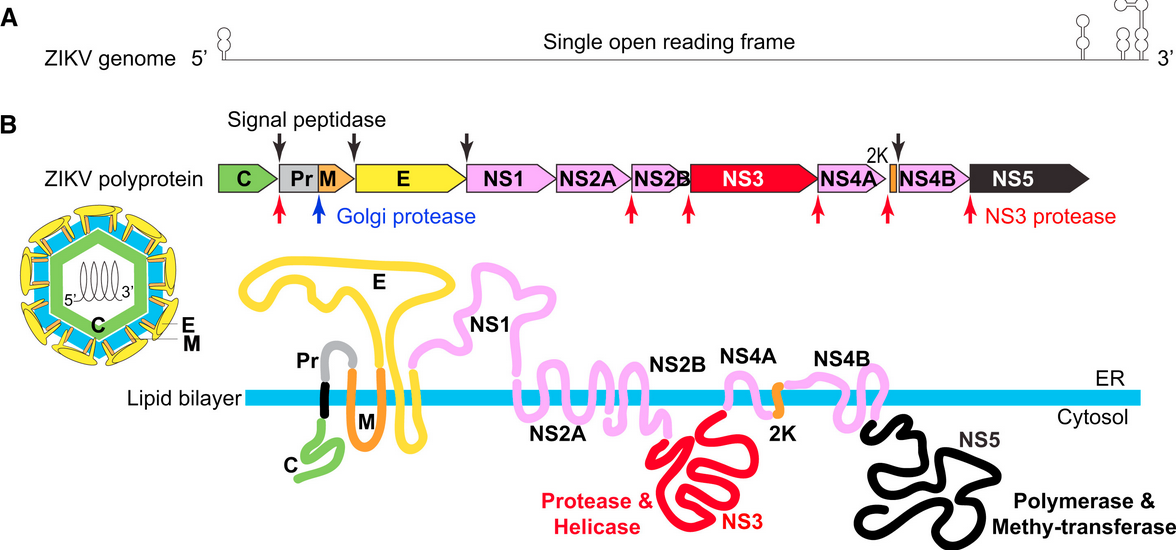 A
ZIKV genome 5’ Single open reading frame 3’
B
Signal peptidase
2K
ZIKV polyprotein C Pr M E NS1 NS2A NS2B NS3 NS4A NS4B NS5
Golgi protease NS3 protease
5’ 3’
C
E
M
E
NS1
Pr
NS2B NS4A NS4B
Lipid bilayer
ER
Cytosol
M
NS2A
2K
NS5
C
Protease &
Helicase
NS3
Polymerase &
Methy-transferase